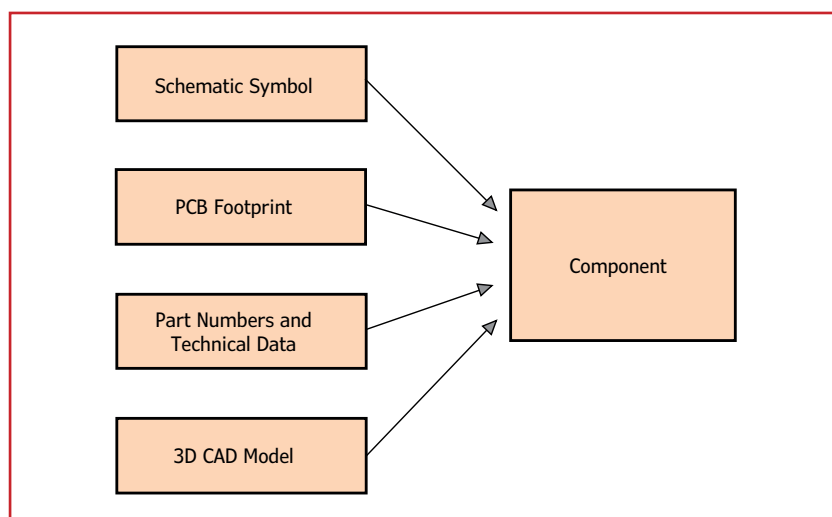 Schematic Symbol
PCB Footprint
Part Numbers and
Technical Data
3D CAD Model
Component